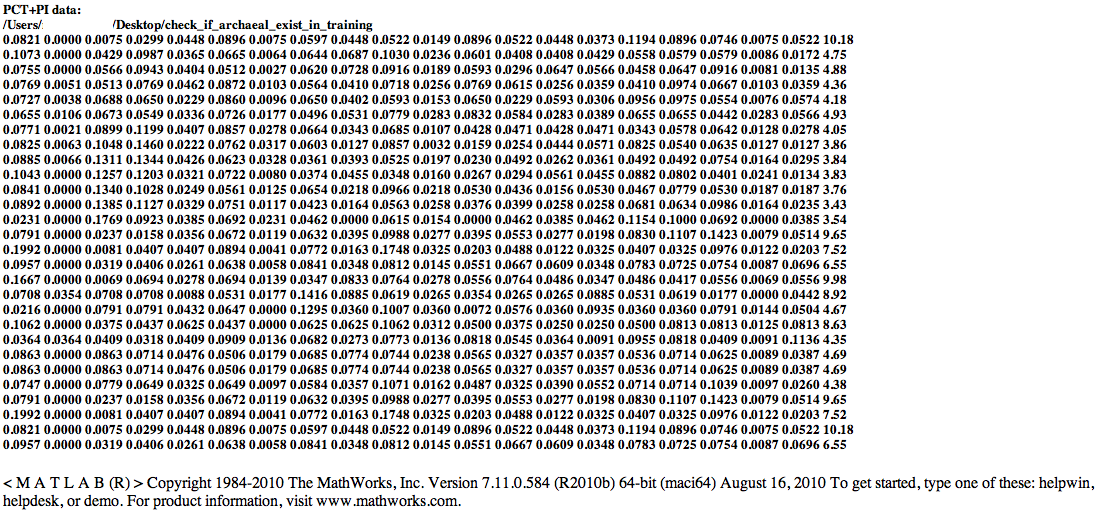 PCT+PI data:
/Users/: /Desktop/check_if_archaeal_exist_in_training
0.0821 0.0000 0.0075 0.0299 0.0448 0.0896 0.0075 0.0597 0.0448 0.0522 0.0149 0.0896 0.0522 0.0448 0.0373 0.1194 0.0896 0.0746 0.0075 0.0522 10.18
0.1073 0.0000 0.0429 0.0987 0.0365 0.0665 0.0064 0.0644 0.0687 0.1030 0.0236 0.0601 0.0408 0.0408 0.0429 0.0558 0.0579 0.0579 0.0086 0.0172 4.75
0.0755 0.0000 0.0566 0.0943 0.0404 0.0512 0.0027 0.0620 0.0728 0.0916 0.0189 0.0593 0.0296 0.0647 0.0566 0.0458 0.0647 0.0916 0.0081 0.0135 4.88
0.0769 0.0051 0.0513 0.0769 0.0462 0.0872 0.0103 0.0564 0.0410 0.0718 0.0256 0.0769 0.0615 0.0256 0.0359 0.0410 0.0974 0.0667 0.0103 0.0359 4.36
0.0727 0.0038 0.0688 0.0650 0.0229 0.0860 0.0096 0.0650 0.0402 0.0593 0.0153 0.0650 0.0229 0.0593 0.0306 0.0956 0.0975 0.0554 0.0076 0.0574 4.18
0.0655 0.0106 0.0673 0.0549 0.0336 0.0726 0.0177 0.0496 0.0531 0.0779 0.0283 0.0832 0.0584 0.0283 0.0389 0.0655 0.0655 0.0442 0.0283 0.0566 4.93
0.0771 0.0021 0.0899 0.1199 0.0407 0.0857 0.0278 0.0664 0.0343 0.0685 0.0107 0.0428 0.0471 0.0428 0.0471 0.0343 0.0578 0.0642 0.0128 0.0278 4.05
0.0825 0.0063 0.1048 0.1460 0.0222 0.0762 0.0317 0.0603 0.0127 0.0857 0.0032 0.0159 0.0254 0.0444 0.0571 0.0825 0.0540 0.0635 0.0127 0.0127 3.86
0.0885 0.0066 0.1311 0.1344 0.0426 0.0623 0.0328 0.0361 0.0393 0.0525 0.0197 0.0230 0.0492 0.0262 0.0361 0.0492 0.0492 0.0754 0.0164 0.0295 3.84
0.1043 0.0000 0.1257 0.1203 0.0321 0.0722 0.0080 0.0374 0.0455 0.0348 0.0160 0.0267 0.0294 0.0561 0.0455 0.0882 0.0802 0.0401 0.0241 0.0134 3.83
0.0841 0.0000 0.1340 0.1028 0.0249 0.0561 0.0125 0.0654 0.0218 0.0966 0.0218 0.0530 0.0436 0.0156 0.0530 0.0467 0.0779 0.0530 0.0187 0.0187 3.76
0.0892 0.0000 0.1385 0.1127 0.0329 0.0751 0.0117 0.0423 0.0164 0.0563 0.0258 0.0376 0.0399 0.0258 0.0258 0.0681 0.0634 0.0986 0.0164 0.0235 3.43
0.0231 0.0000 0.1769 0.0923 0.0385 0.0692 0.0231 0.0462 0.0000 0.0615 0.0154 0.0000 0.0462 0.0385 0.0462 0.1154 0.1000 0.0692 0.0000 0.0385 3.54
0.0791 0.0000 0.0237 0.0158 0.0356 0.0672 0.0119 0.0632 0.0395 0.0988 0.0277 0.0395 0.0553 0.0277 0.0198 0.0830 0.1107 0.1423 0.0079 0.0514 9.65
0.1992 0.0000 0.0081 0.0407 0.0407 0.0894 0.0041 0.0772 0.0163 0.1748 0.0325 0.0203 0.0488 0.0122 0.0325 0.0407 0.0325 0.0976 0.0122 0.0203 7.52
0.0957 0.0000 0.0319 0.0406 0.0261 0.0638 0.0058 0.0841 0.0348 0.0812 0.0145 0.0551 0.0667 0.0609 0.0348 0.0783 0.0725 0.0754 0.0087 0.0696 6.55
0.1667 0.0000 0.0069 0.0694 0.0278 0.0694 0.0139 0.0347 0.0833 0.0764 0.0278 0.0556 0.0764 0.0486 0.0347 0.0486 0.0417 0.0556 0.0069 0.0556 9.98
0.0708 0.0354 0.0708 0.0708 0.0088 0.0531 0.0177 0.1416 0.0885 0.0619 0.0265 0.0354 0.0265 0.0265 0.0885 0.0531 0.0619 0.0177 0.0000 0.0442 8.92
0.0216 0.0000 0.0791 0.0791 0.0432 0.0647 0.0000 0.1295 0.0360 0.1007 0.0360 0.0072 0.0576 0.0360 0.0935 0.0360 0.0360 0.0791 0.0144 0.0504 4.67
0.1062 0.0000 0.0375 0.0437 0.0625 0.0437 0.0000 0.0625 0.0625 0.1062 0.0312 0.0500 0.0375 0.0250 0.0250 0.0500 0.0813 0.0813 0.0125 0.0813 8.63
0.0364 0.0364 0.0409 0.0318 0.0409 0.0909 0.0136 0.0682 0.0273 0.0773 0.0136 0.0818 0.0545 0.0364 0.0091 0.0955 0.0818 0.0409 0.0091 0.1136 4.35
0.0863 0.0000 0.0863 0.0714 0.0476 0.0506 0.0179 0.0685 0.0774 0.0744 0.0238 0.0565 0.0327 0.0357 0.0357 0.0536 0.0714 0.0625 0.0089 0.0387 4.69
0.0863 0.0000 0.0863 0.0714 0.0476 0.0506 0.0179 0.0685 0.0774 0.0744 0.0238 0.0565 0.0327 0.0357 0.0357 0.0536 0.0714 0.0625 0.0089 0.0387 4.69
0.0747 0.0000 0.0779 0.0649 0.0325 0.0649 0.0097 0.0584 0.0357 0.1071 0.0162 0.0487 0.0325 0.0390 0.0552 0.0714 0.0714 0.1039 0.0097 0.0260 4.38
0.0791 0.0000 0.0237 0.0158 0.0356 0.0672 0.0119 0.0632 0.0395 0.0988 0.0277 0.0395 0.0553 0.0277 0.0198 0.0830 0.1107 0.1423 0.0079 0.0514 9.65
0.1992 0.0000 0.0081 0.0407 0.0407 0.0894 0.0041 0.0772 0.0163 0.1748 0.0325 0.0203 0.0488 0.0122 0.0325 0.0407 0.0325 0.0976 0.0122 0.0203 7.52
0.0821 0.0000 0.0075 0.0299 0.0448 0.0896 0.0075 0.0597 0.0448 0.0522 0.0149 0.0896 0.0522 0.0448 0.0373 0.1194 0.0896 0.0746 0.0075 0.0522 10.18
0.0957 0.0000 0.0319 0.0406 0.0261 0.0638 0.0058 0.0841 0.0348 0.0812 0.0145 0.0551 0.0667 0.0609 0.0348 0.0783 0.0725 0.0754 0.0087 0.0696 6.55
< M A T L A B (R) > Copyright 1984-2010 The MathWorks, Inc. Version 7.11.0.584 (R2010b) 64-bit (maci64) August 16, 2010 To get started, type one of these: helpwin,
helpdesk, or demo. For product information, visit www.mathworks.com.